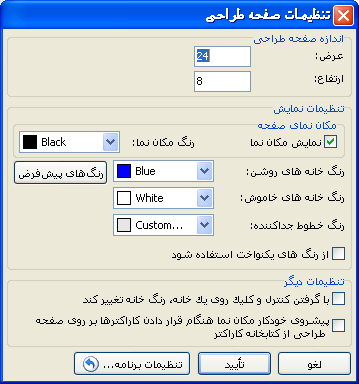 تنظیمات صفحه طراحی
اندازه صفحه طراحی
عرض:
24
ارتفاع:
8
تنظیمات نمایش
مکان نمای صفحه
نمایش مکان نما
رنگ مکان نما:
Black
رنگ خانه های روشن:
Blue
رنگ‌های پیش‌فرض
رنگ خانه های خاموش:
White
رنگ خطوط جداکننده:
Custom...
از رنگ های یکنواخت استفاده شود
تنظیمات دیگر
با گرفتن کنترل و کلیك روی یك خانه، رنگ خانه تغییر کند
پیشروی خودکار مکان نما هنگام قرار دادن کاراکترها بر روی صفحه
طراحی از کتابخانه کاراکتر
لغو
تأیید
تنظیمات برنامه...